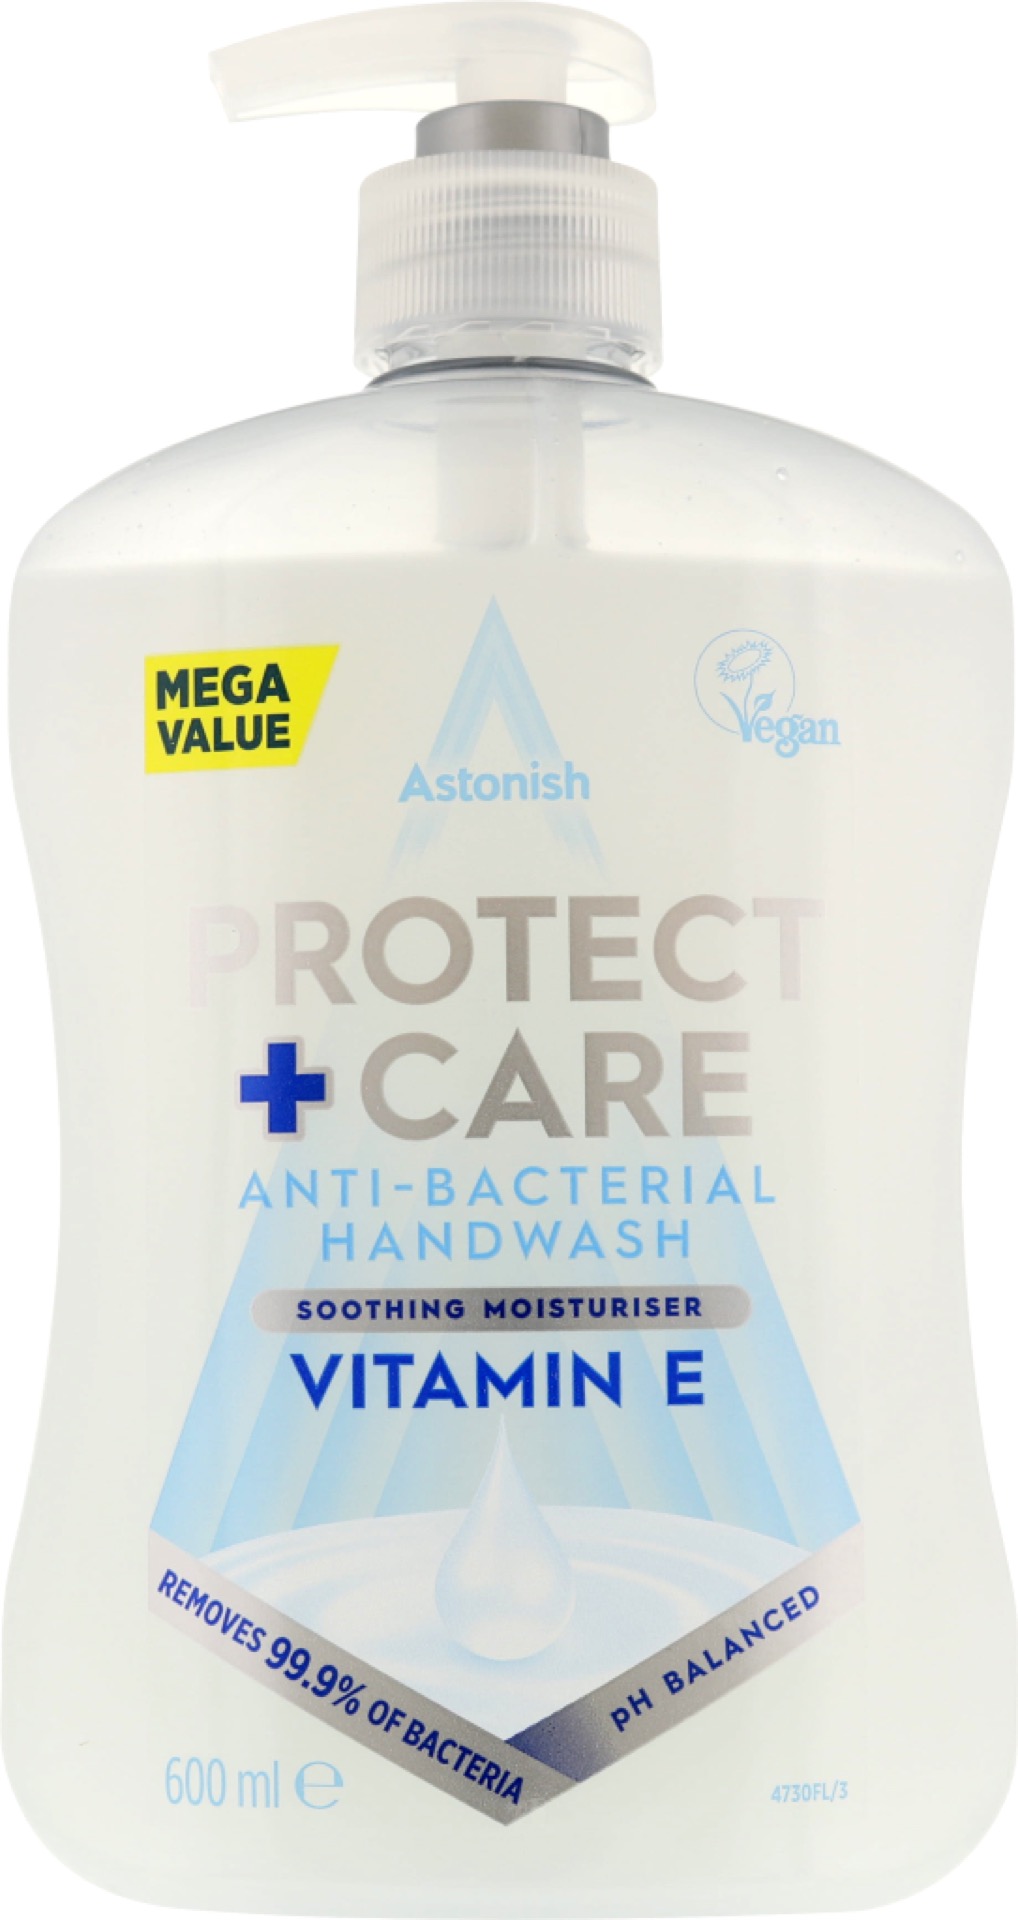 MEGA
VALUE
Vegan
Astonish
PROTECT
+ CARE
ANTI-BACTERIAL
HANDWASH
SOOTHING MOISTURISER
VITAMIN E
REMOVES 99.9% OF BACTERIA
pH BALANCED
600 ml ℮
4730FL/3